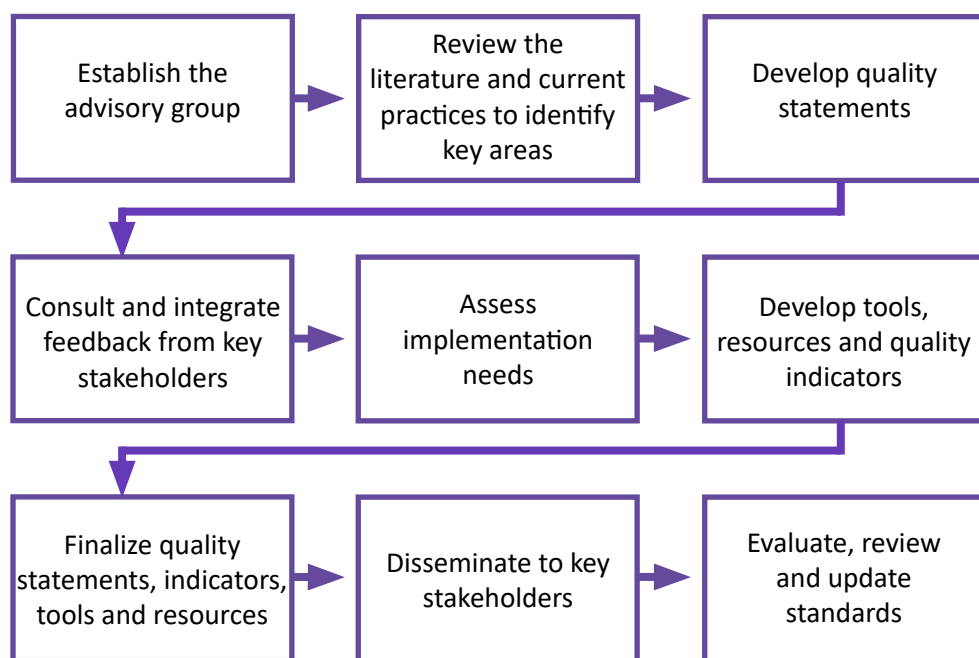 Establish the
advisory group
Review the
literature and current
practices to identify
key areas
Develop quality
statements
Consult and integrate
feedback from key
stakeholders
Assess
implementation
needs
Develop tools,
resources and quality
indicators
Finalize quality
statements, indicators,
tools and resources
Disseminate to key
stakeholders
Evaluate, review
and update
standards